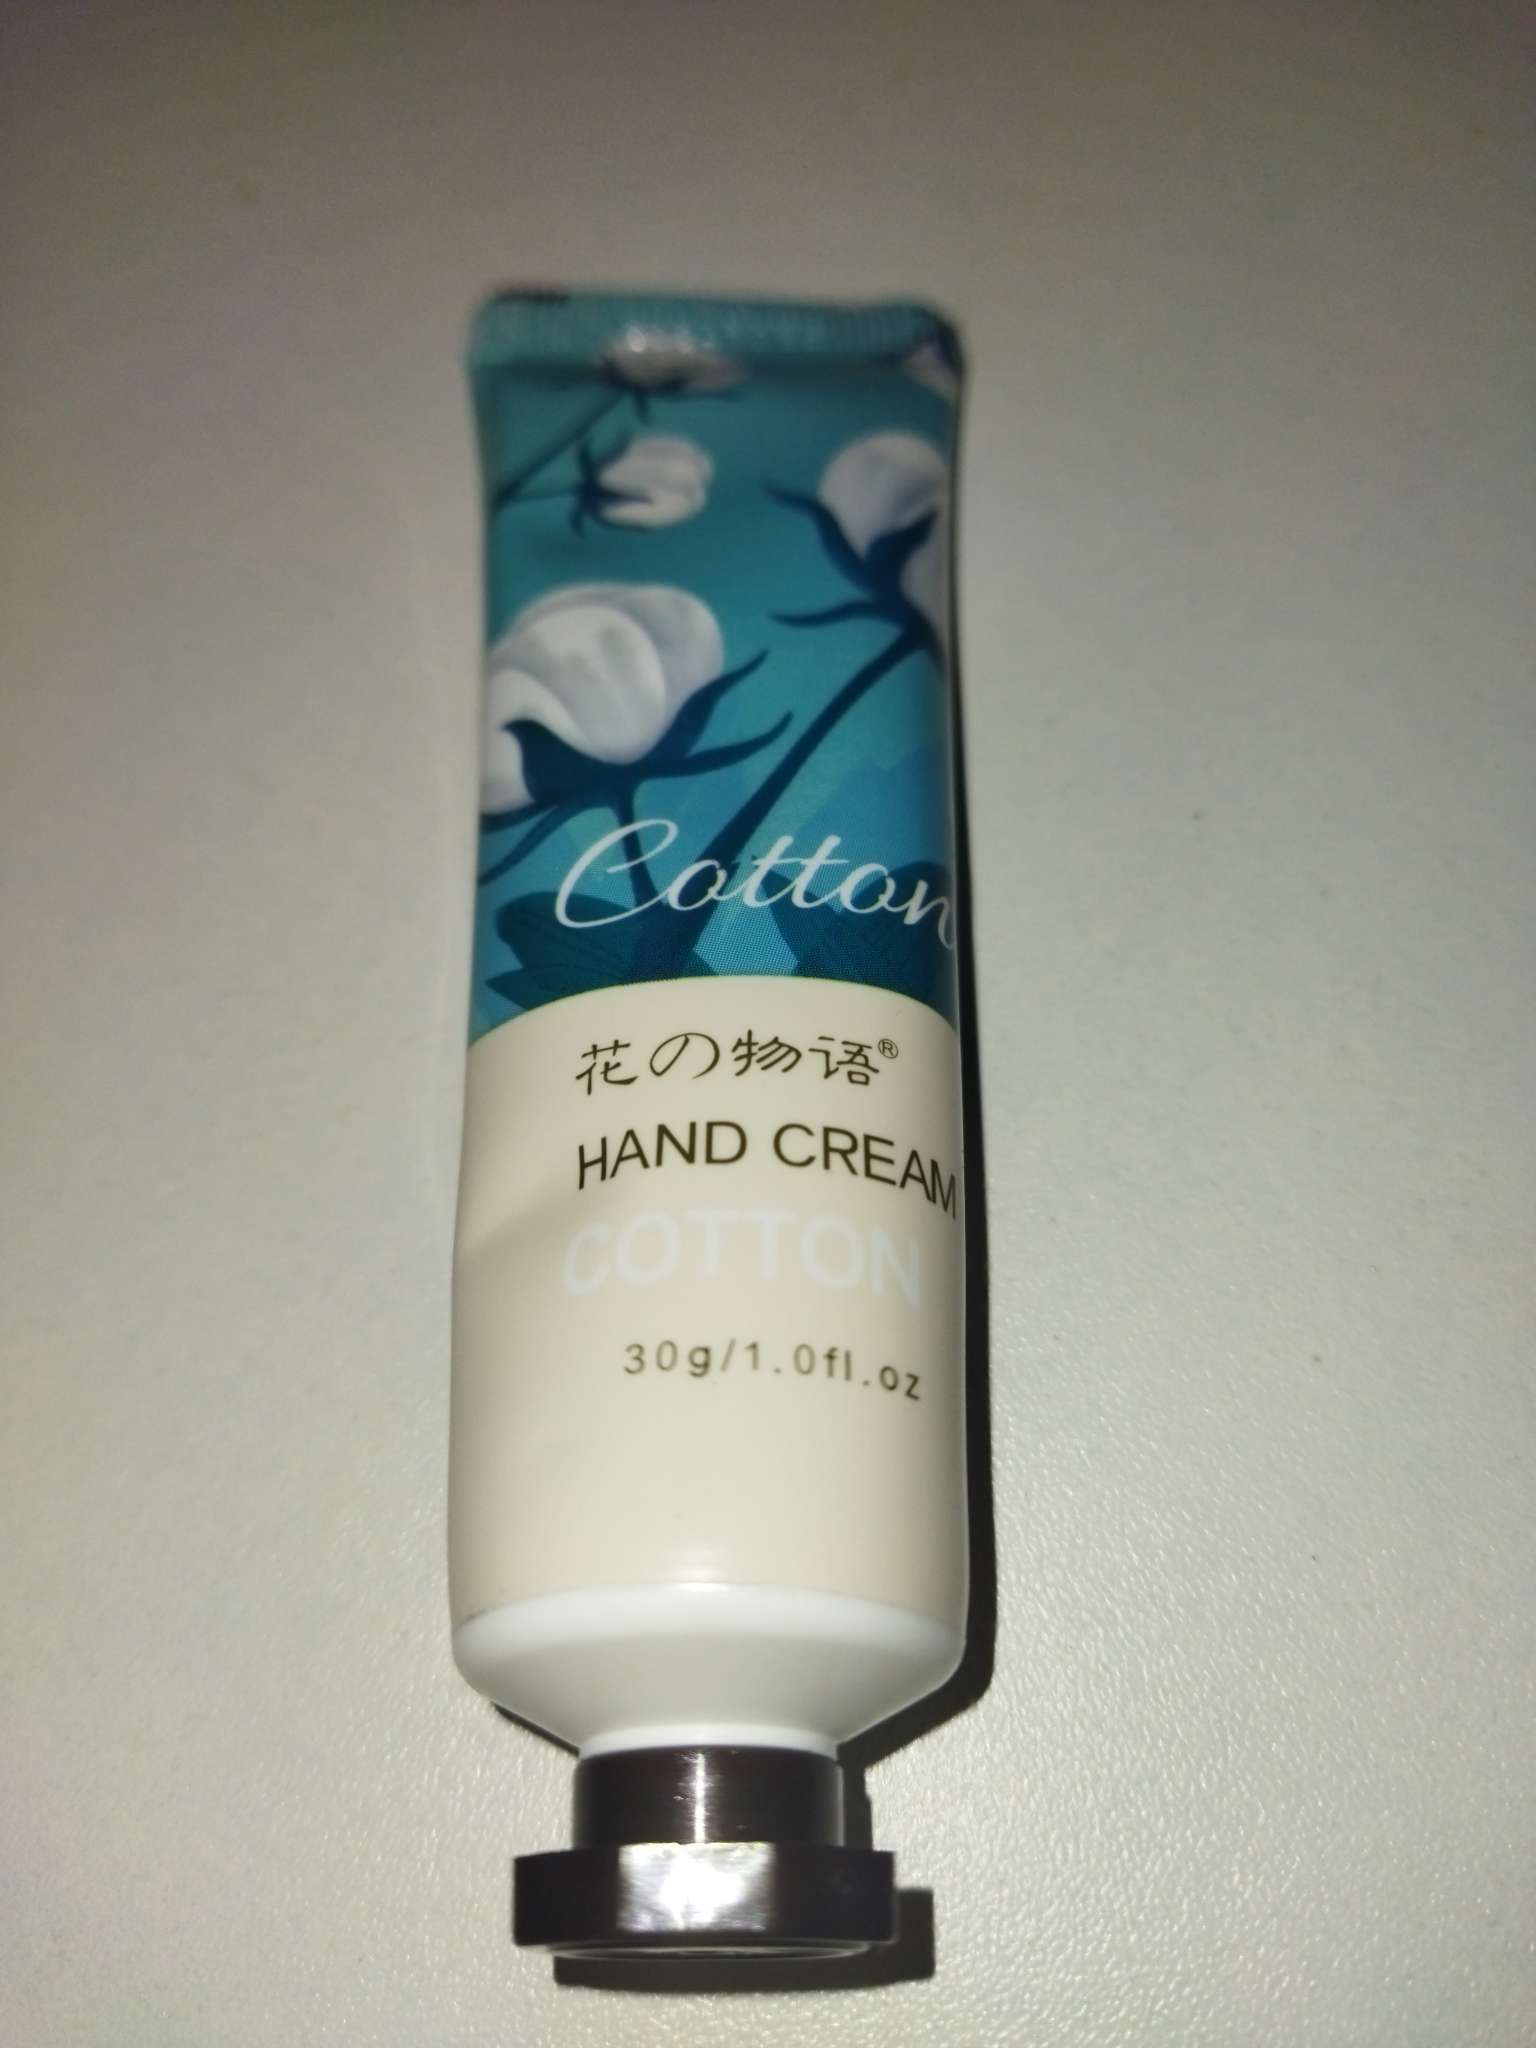 Cotton
花の物语®
HAND CREAM
COTTON
30g/1.0fl.oz